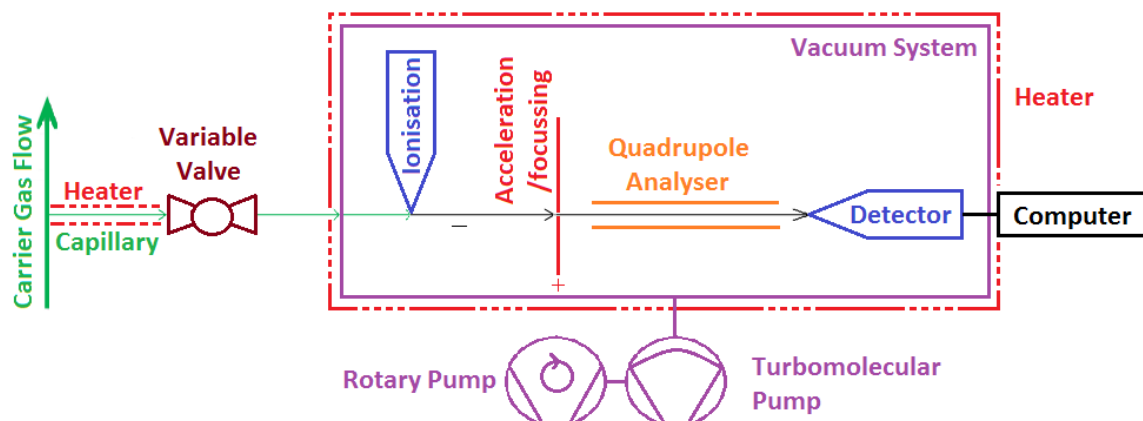 Vacuum System
Ionisation
Acceleration
/focussing
Heater
Carrier Gas Flow
Variable
Valve
Quadrupole
Analyser
Heater
Capillary
–
Detector
Computer
+
Rotary Pump
Turbomolecular
Pump